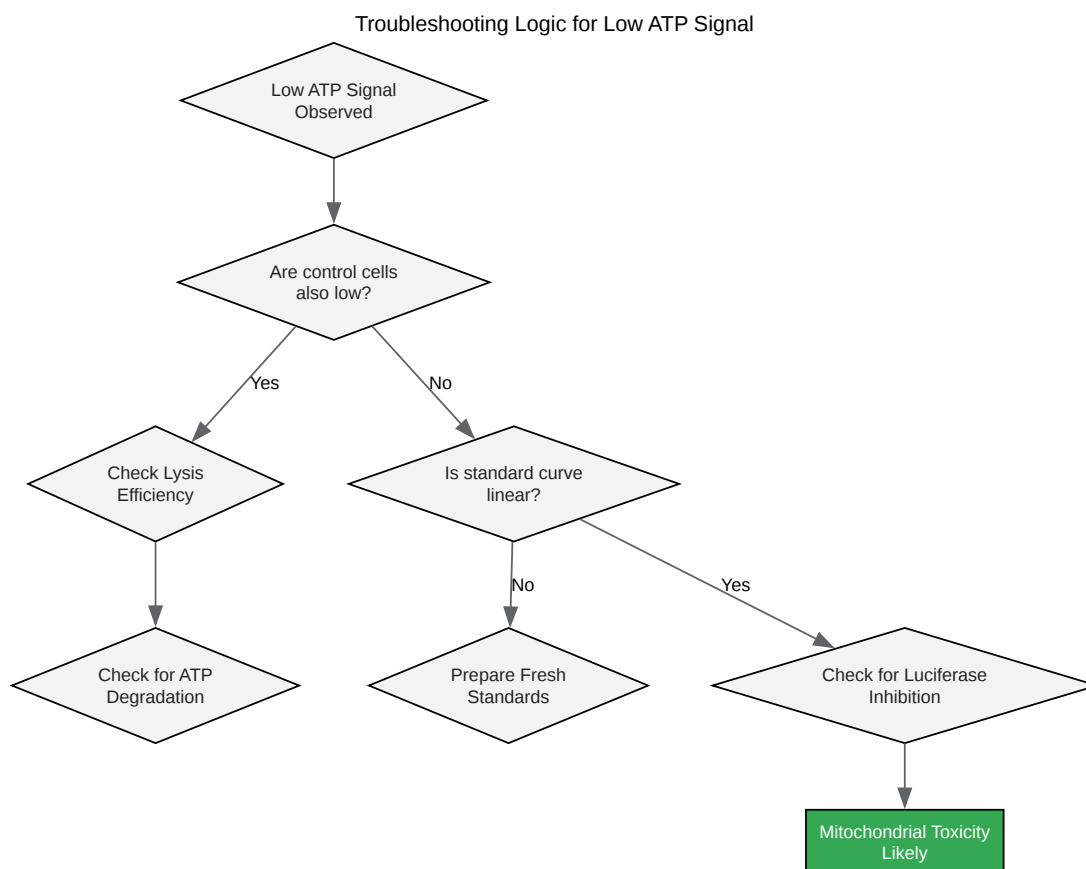 Troubleshooting Logic for Low ATP Signal
Low ATP Signal
Observed
Are control cells
also low?
Yes
No
Check Lysis
Efficiency
Is standard curve
linear?
No
Yes
Check for ATP
Degradation
Prepare Fresh
Standards
Check for Luciferase
Inhibition
Mitochondrial Toxicity
Likely